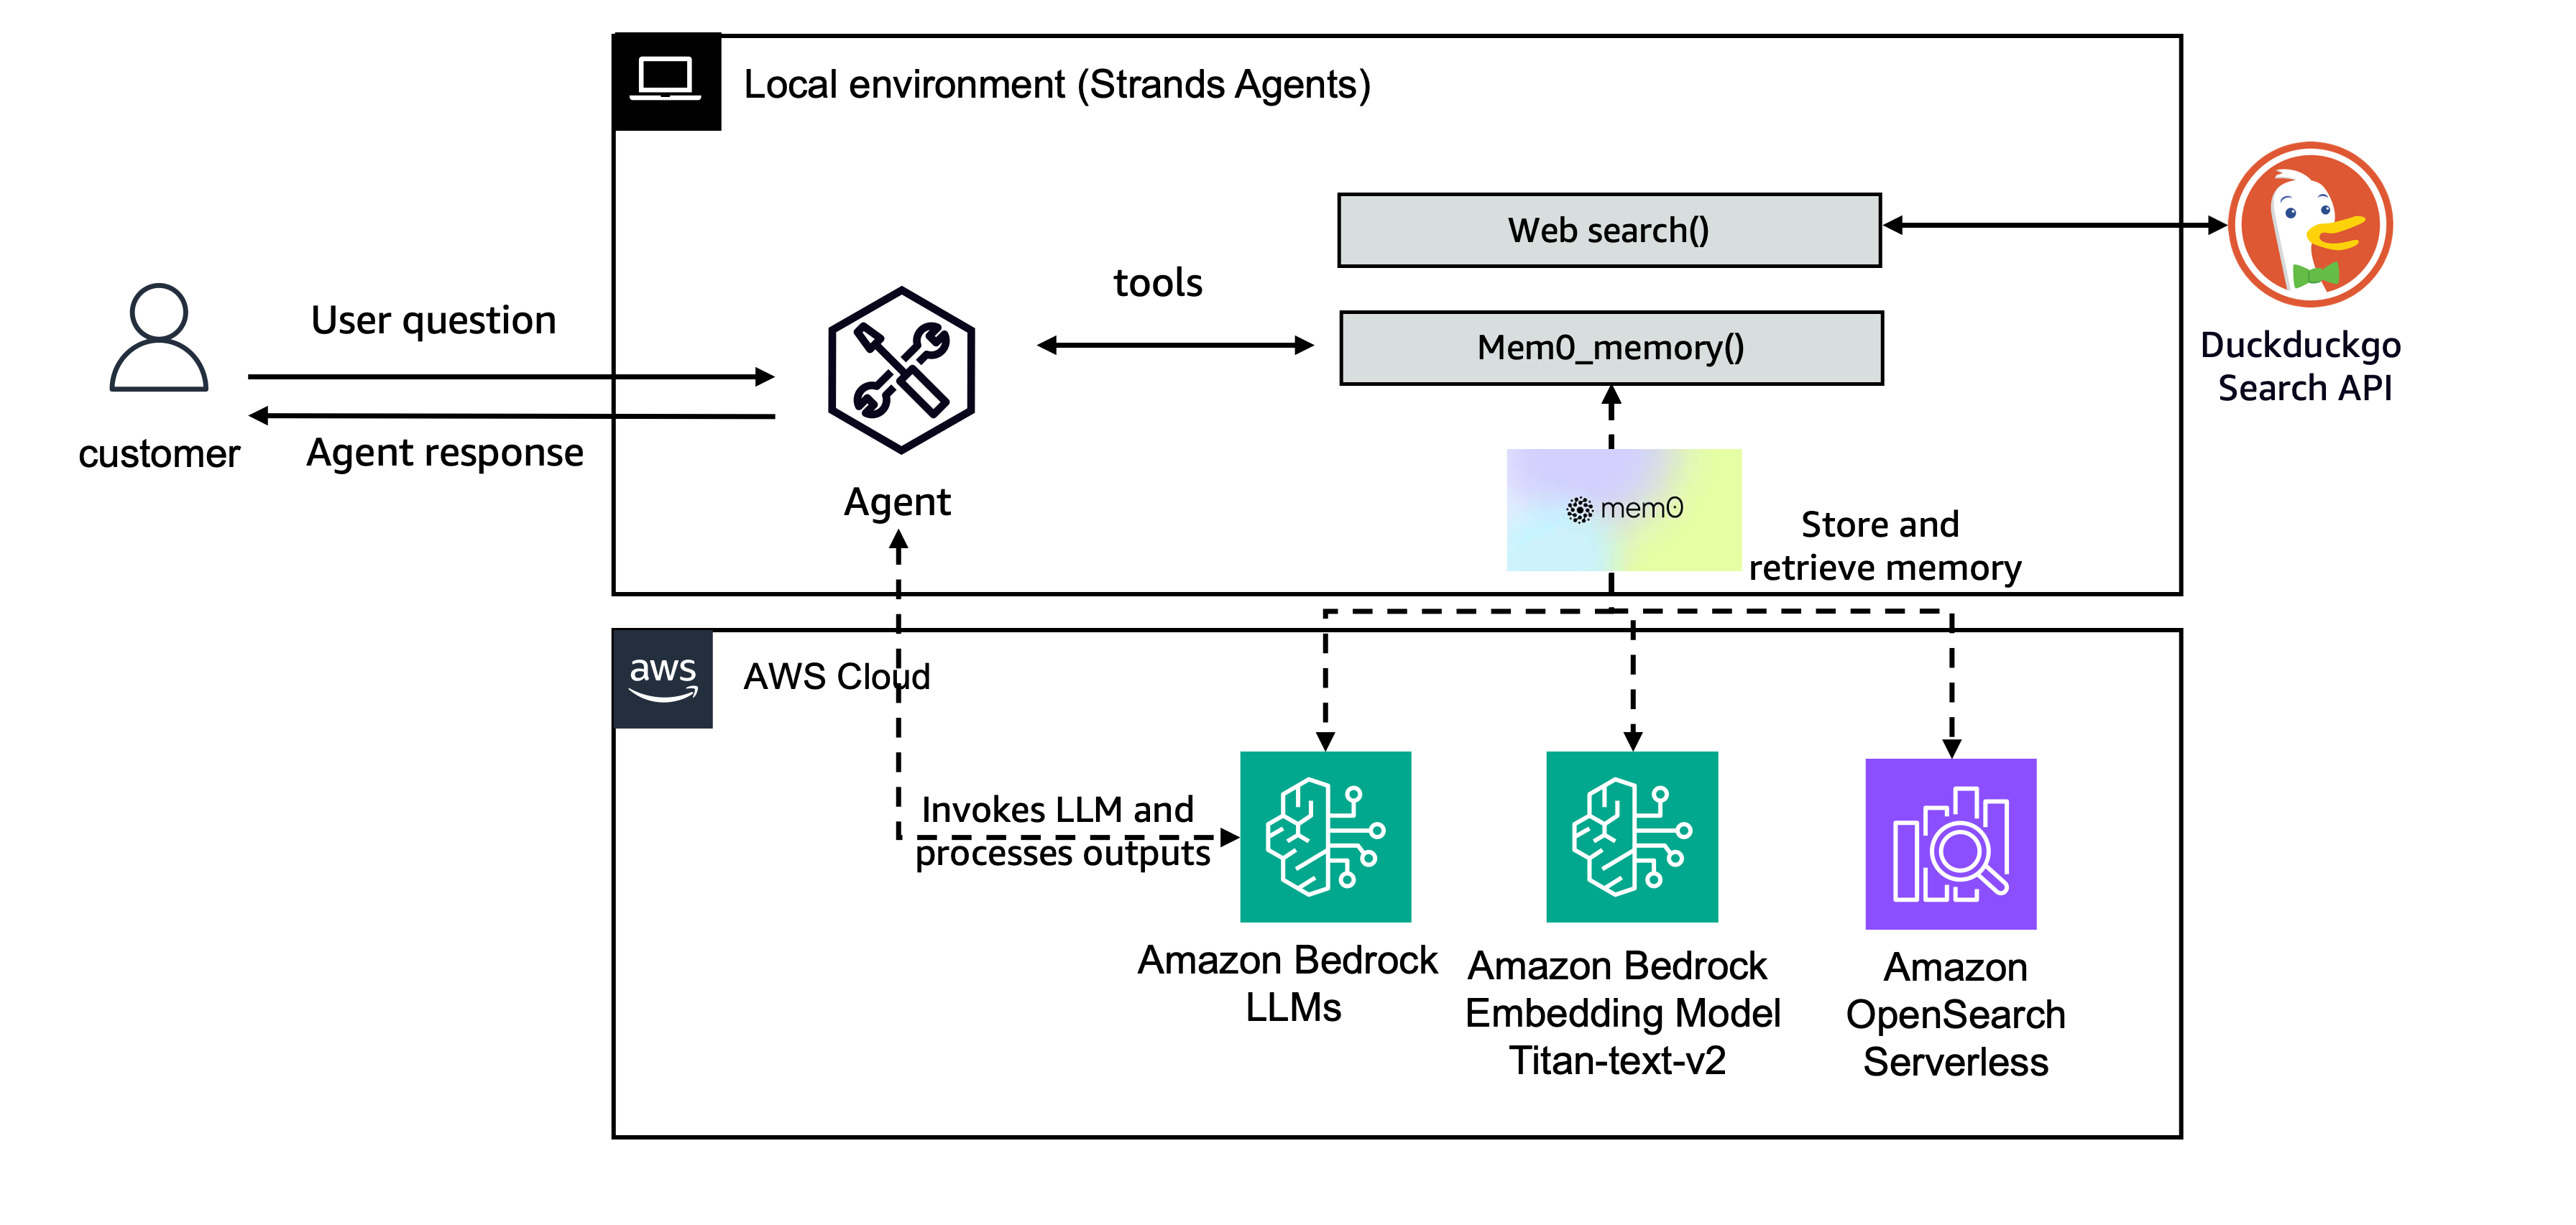 Local environment (Strands Agents)
Web search()
tools
User question
Mem0_memory()
Duckduckgo
Search API
customer
Agent response
Agent
mem0
Store and
retrieve memory
aws
AWS Cloud
Invokes LLM and
processes outputs
Amazon Bedrock
LLMs
Amazon Bedrock
Embedding Model
Titan-text-v2
Amazon
OpenSearch
Serverless